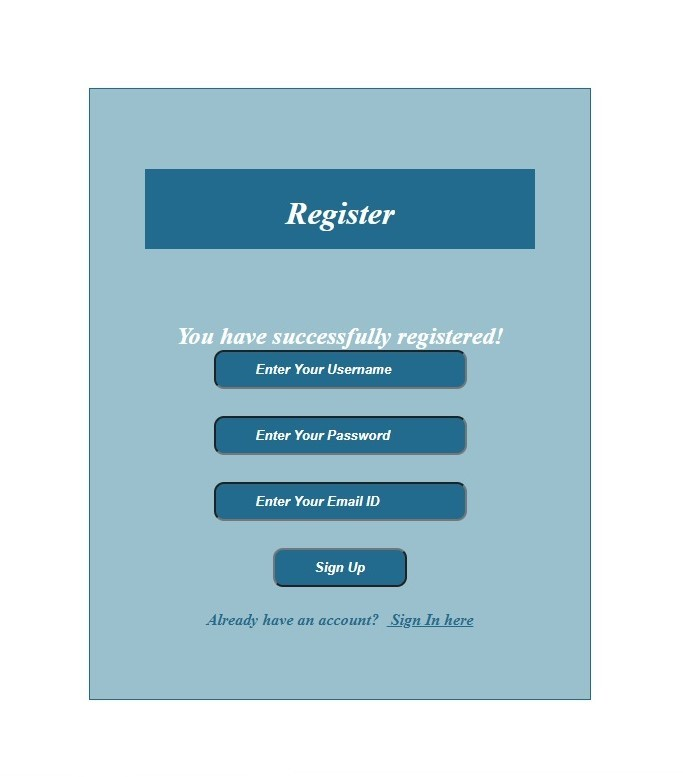 Register
You have successfully registered!
Enter Your Username
Enter Your Password
Enter Your Email ID
Sign Up
Already have an account? Sign In here